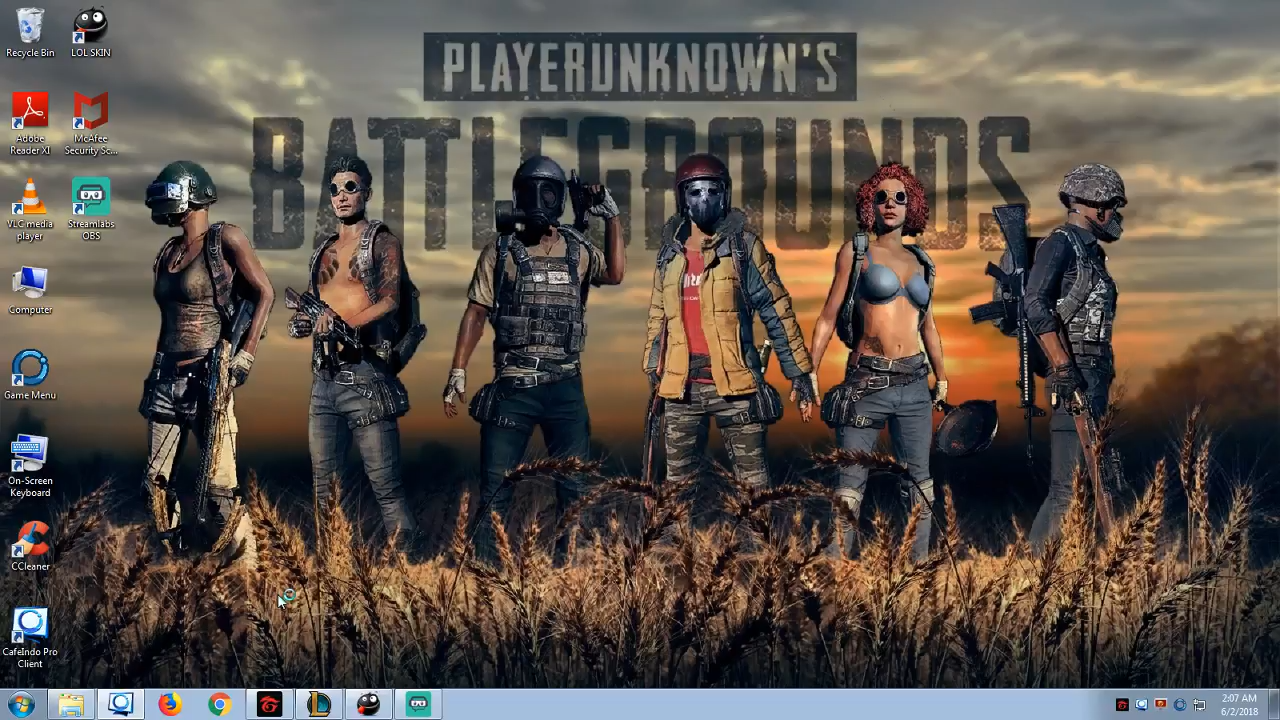 PLAYERUNKNOWN'S
BATTLEGROUNDS
Recycle Bin
LOL SKIN
Adobe
Reader XI
McAfee
Security Sc...
VLC media
player
Streamlabs
OBS
Computer
Game Menu
On-Screen
Keyboard
CCleaner
CafeIndo Pro
Client
2:07 AM
6/2/2018